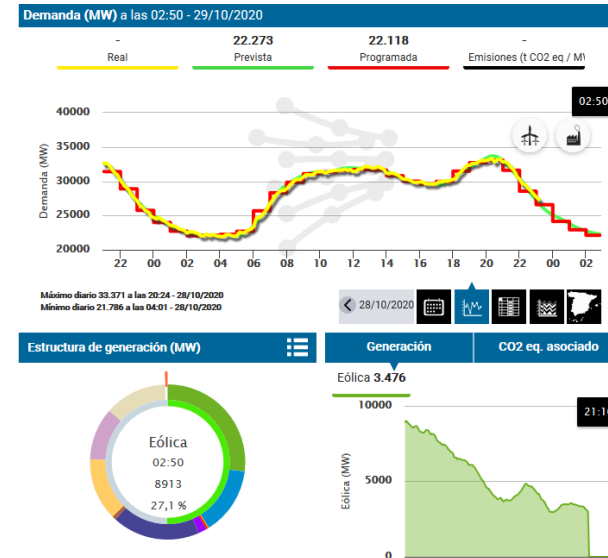 Demanda (MW) a las 02:50 - 29/10/2020
- 22.273 22.118 -
Real Prevista Programada Emisiones (t CO2 eq / M
02:50
40000
35000
30000
25000
20000
Demanda (MW)
22 00 02 04 06 08 10 12 14 16 18 20 22 00 02
Máximo diario 33.371 a las 20:24 - 28/10/2020
Mínimo diario 21.786 a las 04:01 - 28/10/2020
28/10/2020
Estructura de generación (MW)
Generación CO2 eq. asociado
Eólica 3.476
Eólica
02:50
8913
27,1 %
10000
5000
0
Eólica (MW)